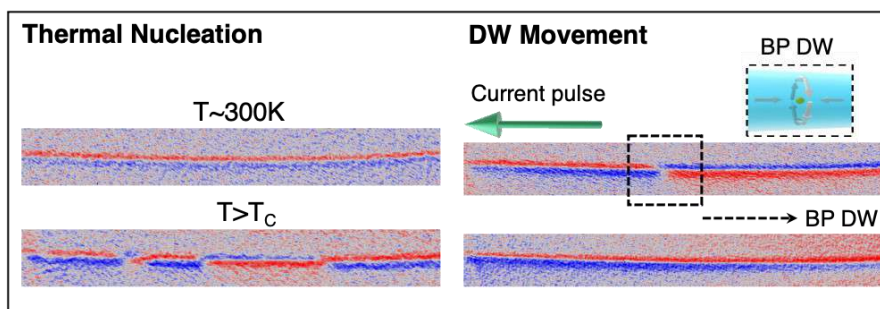 Thermal Nucleation
T~300K
T>TC
DW Movement
BP DW
Current pulse
BP DW